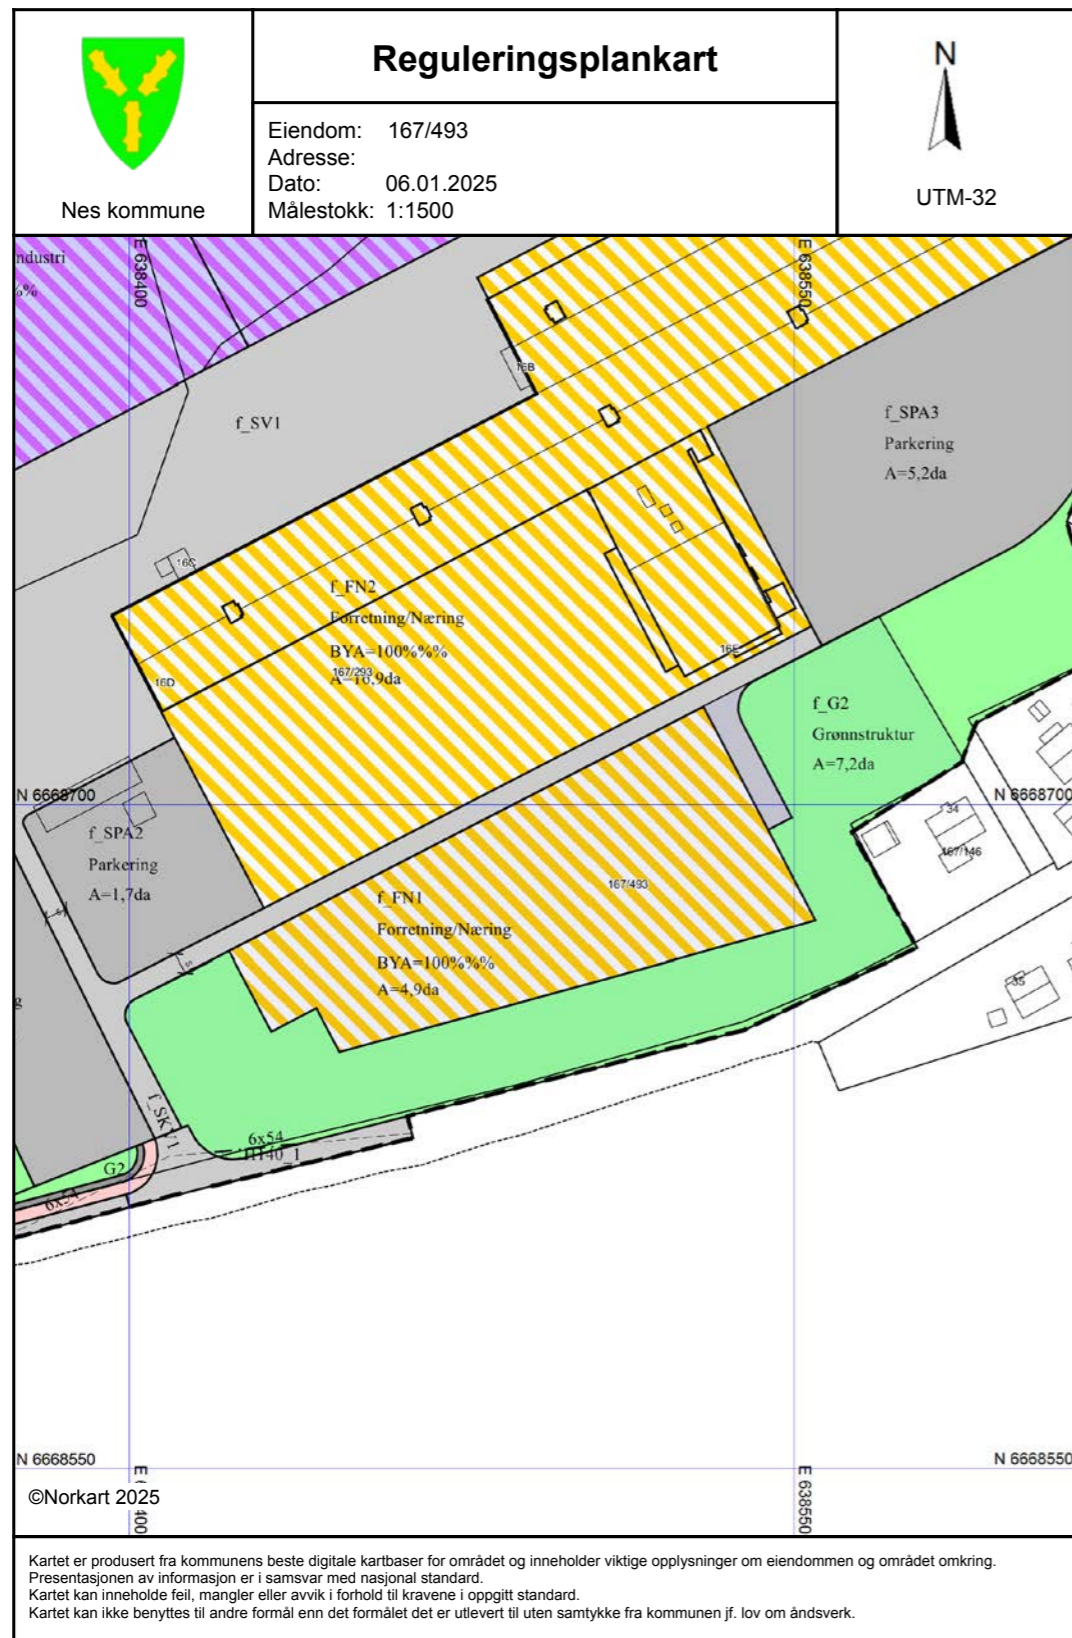 Nes kommune
Reguleringsplankart
Eiendom: 167/493
Adresse:
Dato: 06.01.2025
Målestokk: 1:1500
N
UTM-32
ndustri
%%
E 638400
E 638550
16B
f_SV1
f_SPA3
Parkering
A=5,2da
16C
f_FN2
Forretning/Næring
BYA=100%%%
167/293
A=16,9da
16D
16E
f_G2
Grønnstruktur
A=7,2da
N 6668700
N 6668700
f_SPA2
Parkering
A=1,7da
34
167/146
167/493
f_FN1
Forretning/Næring
BYA=100%%%
A=4,9da
5
5
g
35
f_SKV1
6x54
H140_1
G2
6x54
N 6668550
N 6668550
E 638550
©Norkart 2025
Kartet er produsert fra kommunens beste digitale kartbaser for området og inneholder viktige opplysninger om eiendommen og området omkring.
Presentasjonen av informasjon er i samsvar med nasjonal standard.
Kartet kan inneholde feil, mangler eller avvik i forhold til kravene i oppgitt standard.
Kartet kan ikke benyttes til andre formål enn det formålet det er utlevert til uten samtykke fra kommunen jf. lov om åndsverk.